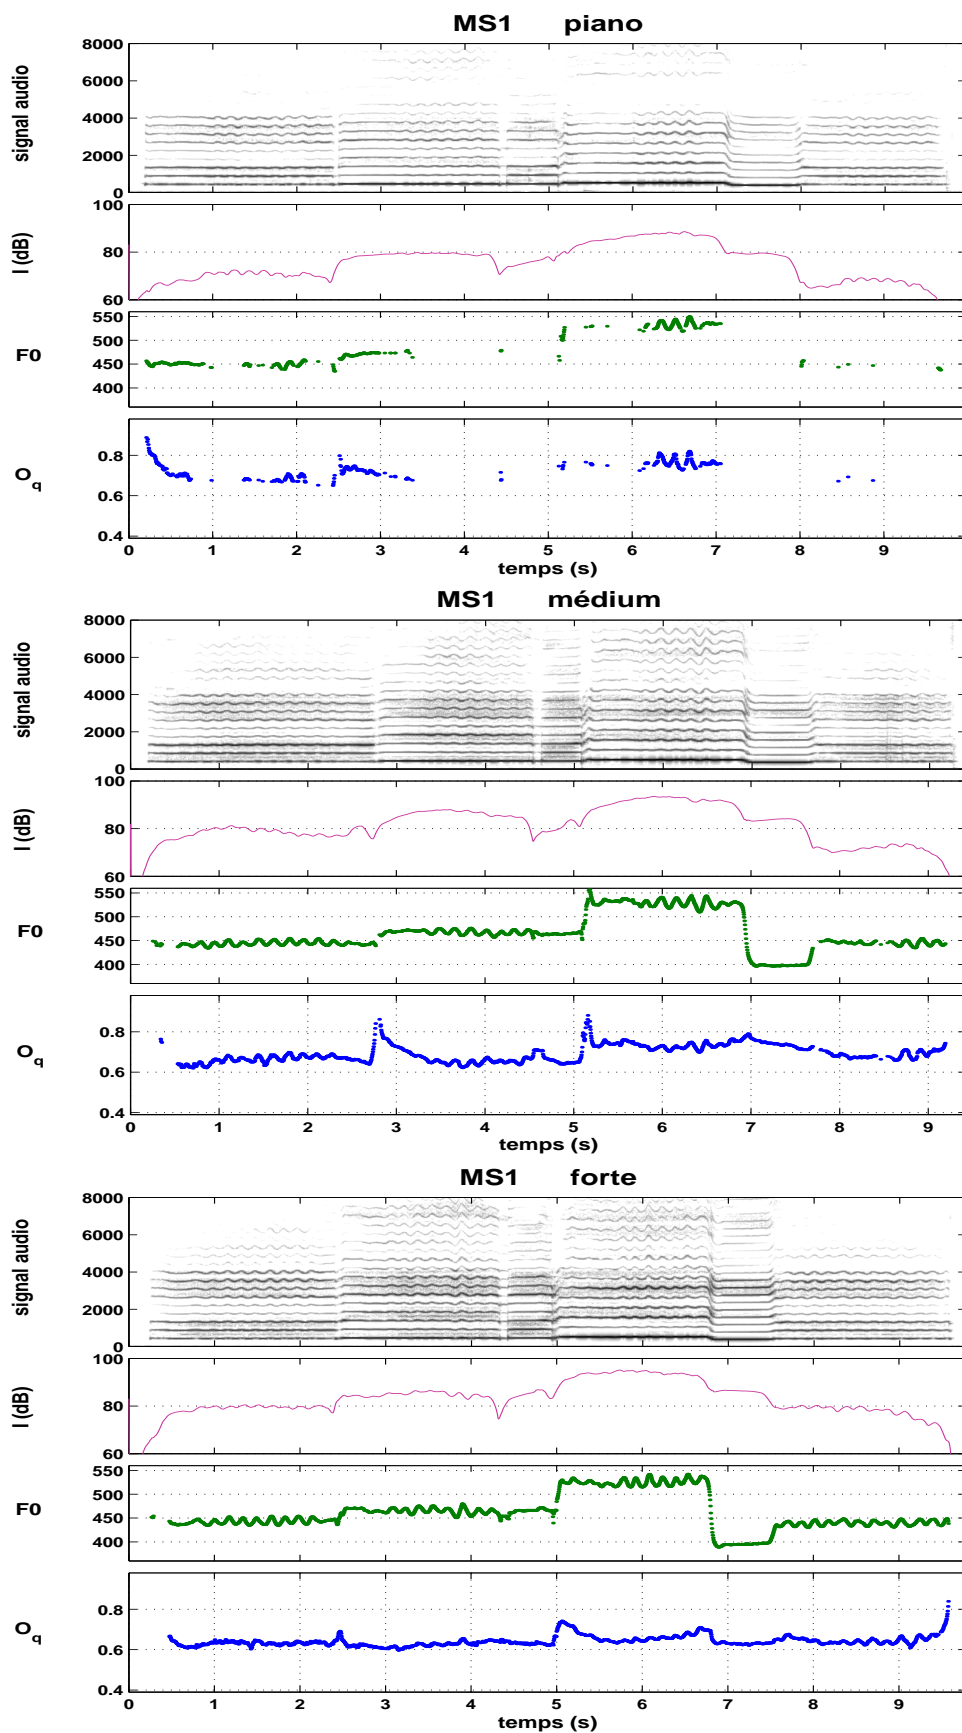 MS1 piano
8000
6000
4000
2000
0
signal audio
100
80
60
I (dB)
550
500
450
400
F0
0.8
0.6
0.4
Oq
0 1 2 3 4 5 6 7 8 9
temps (s)
MS1 médium
8000
6000
4000
2000
0
signal audio
100
80
60
I (dB)
550
500
450
400
F0
0.8
0.6
0.4
Oq
0 1 2 3 4 5 6 7 8 9
temps (s)
MS1 forte
8000
6000
4000
2000
0
signal audio
100
80
60
I (dB)
550
500
450
400
F0
0.8
0.6
0.4
Oq
0 1 2 3 4 5 6 7 8 9
temps (s)